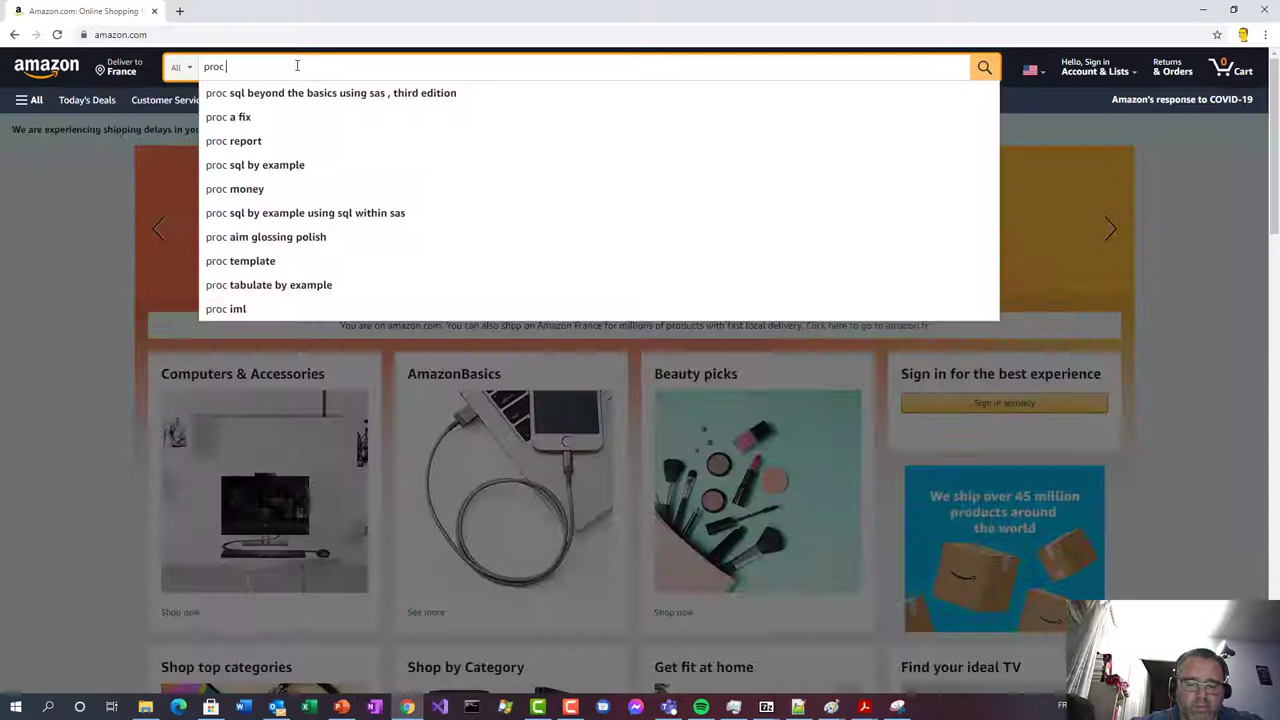 Amazon.com: Online Shopping
amazon.com
amazon
Deliver to
France
All
proc
Hello, Sign in
Account & Lists
Returns
& Orders
0
Cart
All
Today's Deals
Customer Servic
Amazon's response to COVID-19
We are experiencing shipping delays in you
proc sql beyond the basics using sas , third edition
proc a fix
proc report
proc sql by example
proc money
proc sql by example using sql within sas
proc aim glossing polish
proc template
proc tabulate by example
proc iml
You are on amazon.com. You can also shop on Amazon France for millions of products with fast local delivery. Click here to go to amazon.fr
Computers & Accessories
AmazonBasics
Beauty picks
Sign in for the best experience
Sign in securely
We ship over 45 million
products around
the world
Shop now
See more
Shop now
Shop top categories
Shop by Category
Get fit at home
Find your ideal TV
FR